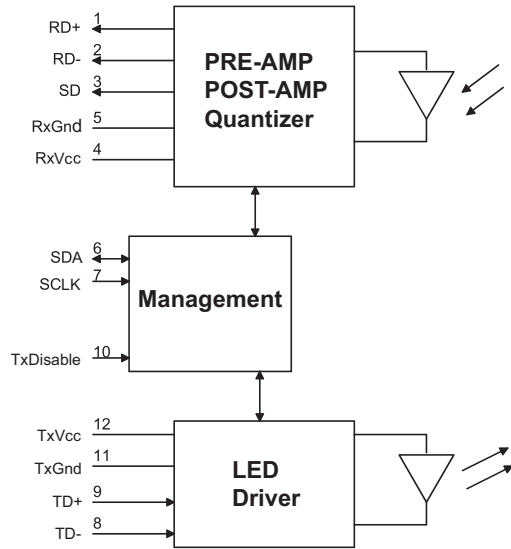 RD+ 1
RD- 2
SD 3
RxGnd 5
RxVcc 4
PRE-AMP
POST-AMP
Quantizer
SDA 6
SCLK 7
TxDisable 10
Management
TxVcc 12
TxGnd 11
TD+ 9
TD- 8
LED
Driver